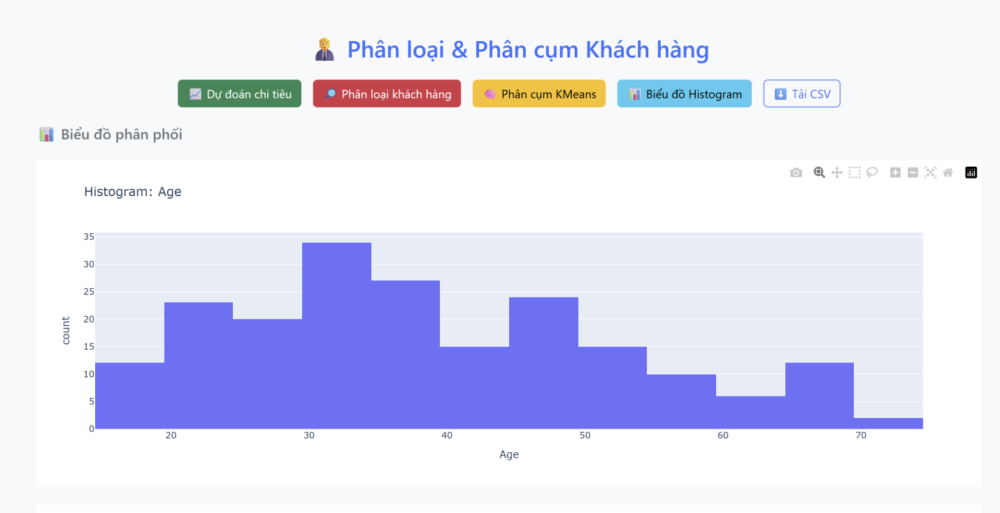 Phân loại & Phân cụm Khách hàng
Dự đoán chi tiêu Phân loại khách hàng Phân cụm KMeans Biểu đồ Histogram Tải CSV
Biểu đồ phân phối
Histogram: Age
35
30
25
20
15
10
5
0
count
20 30 40 50 60 70
Age